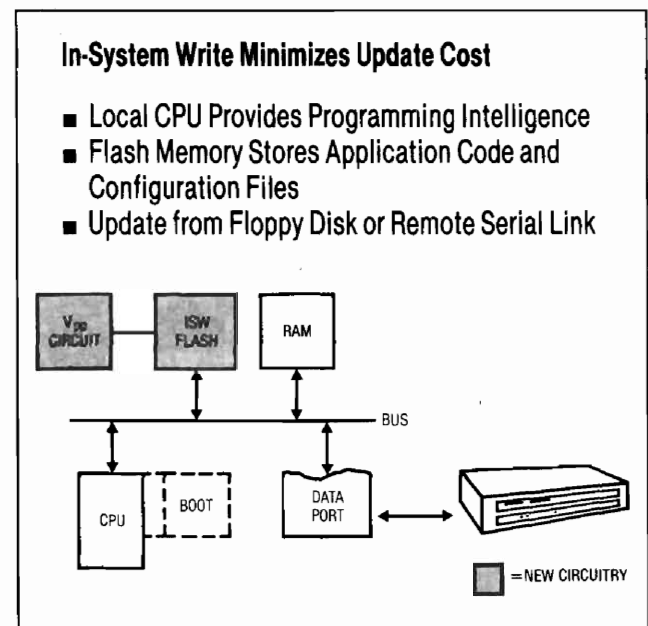 In-System Write Minimizes Update Cost
■ Local CPU Provides Programming Intelligence
■ Flash Memory Stores Application Code and
Configuration Files
■ Update from Floppy Disk or Remote Serial Link
VPP
CIRCUIT
ISW
FLASH
RAM
BUS
CPU
BOOT
DATA
PORT
=NEW CIRCUITRY